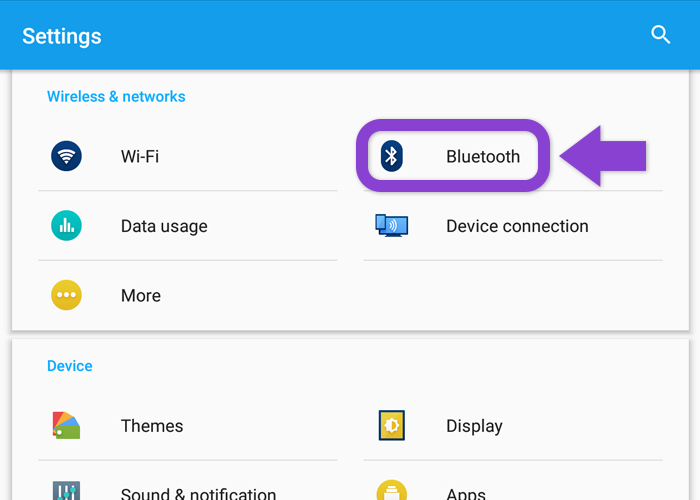 Settings
Wireless & networks
Wi-Fi
Bluetooth
Data usage
Device connection
More
Device
Themes
Display
Sound & notification
Apps